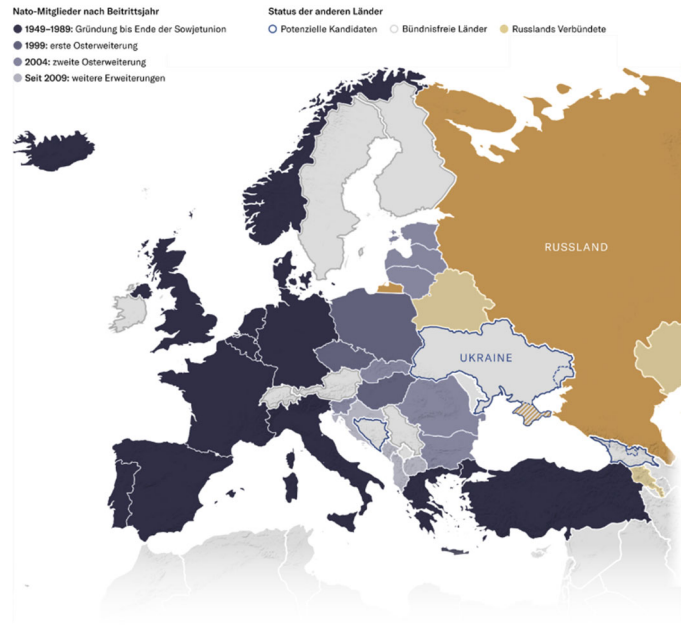 Nato-Mitglieder nach Beitrittsjahr
1949–1989: Gründung bis Ende der Sowjetunion
1999: erste Osterweiterung
2004: zweite Osterweiterung
Seit 2009: weitere Erweiterungen
Status der anderen Länder
Potenzielle Kandidaten
Bündnisfreie Länder
Russlands Verbündete
RUSSLAND
UKRAINE